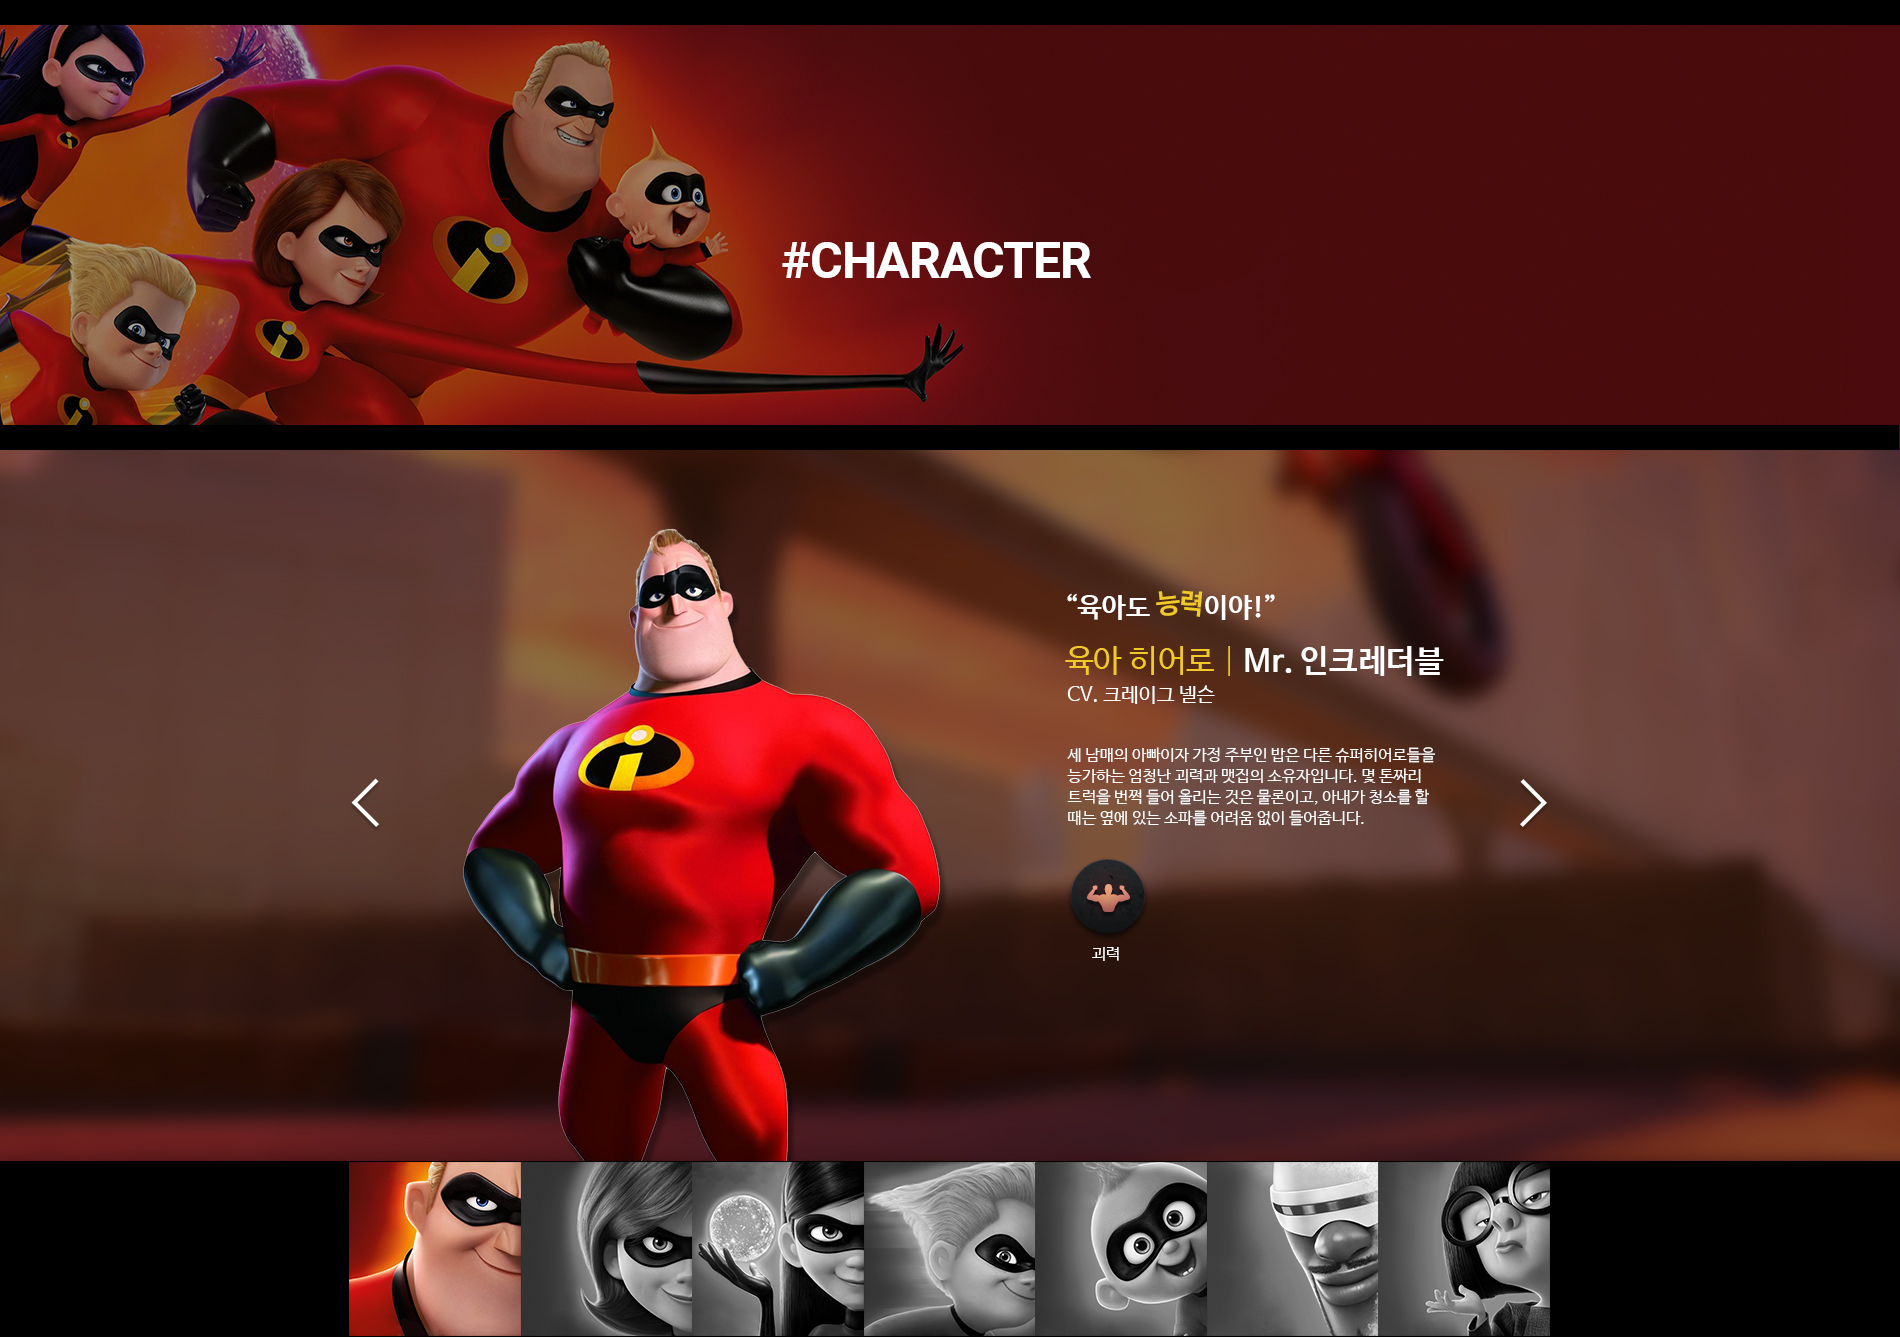 #CHARACTER
“육아도 능력이야!”
육아 히어로 | Mr. 인크레더블
CV. 크레이그 넬슨
세 남매의 아빠이자 가정 주부인 밥은 다른 슈퍼히어로들을
능가하는 엄청난 괴력과 맷집의 소유자입니다. 몇 톤짜리
트럭을 번쩍 들어 올리는 것은 물론이고, 아내가 청소를 할
때는 옆에 있는 소파를 어려움 없이 들어줍니다.
괴력